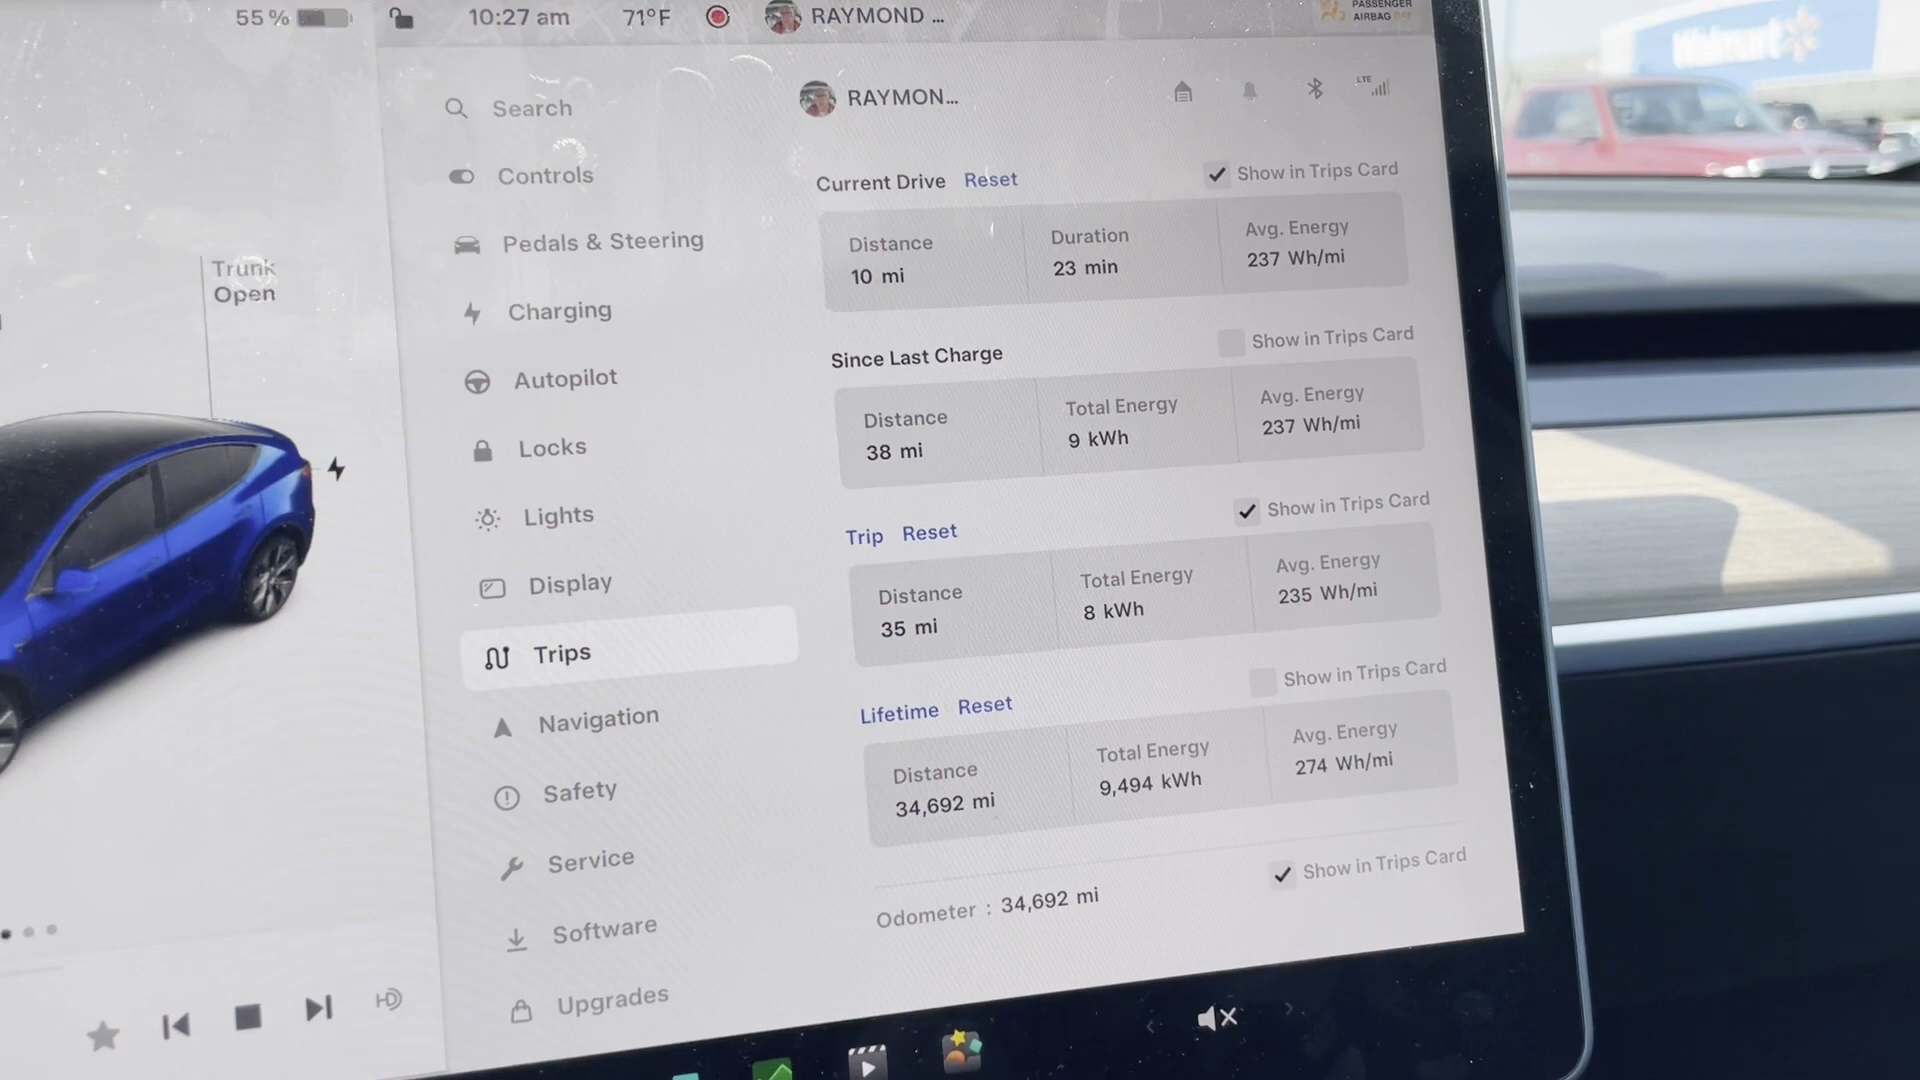 55 %
10:27 am
71°F
RAYMOND ...
PASSENGER
AIRBAG OFF
Walmart
Search
RAYMON...
LTE
Controls
Pedals & Steering
Charging
Autopilot
Locks
Lights
Display
Trips
Navigation
Safety
Service
Software
Upgrades
Trunk
Open
HD
Current Drive Reset
Show in Trips Card
Distance
10 mi
Duration
23 min
Avg. Energy
237 Wh/mi
Since Last Charge
Show in Trips Card
Distance
38 mi
Total Energy
9 kWh
Avg. Energy
237 Wh/mi
Trip Reset
Show in Trips Card
Distance
35 mi
Total Energy
8 kWh
Avg. Energy
235 Wh/mi
Lifetime Reset
Show in Trips Card
Distance
34,692 mi
Total Energy
9,494 kWh
Avg. Energy
274 Wh/mi
Odometer : 34,692 mi
Show in Trips Card